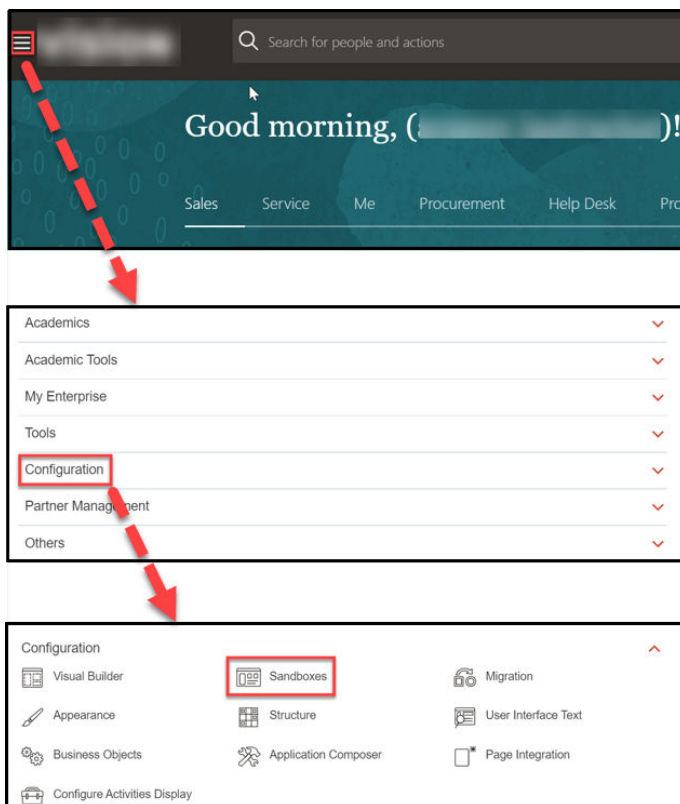 Search for people and actions
Good morning, ( )!
Sales Service Me Procurement Help Desk
Academics
Academic Tools
My Enterprise
Tools
Configuration
Partner Management
Others
Configuration
Visual Builder Sandboxes Migration
Appearance Structure User Interface Text
Business Objects Application Composer Page Integration
Configure Activities Display